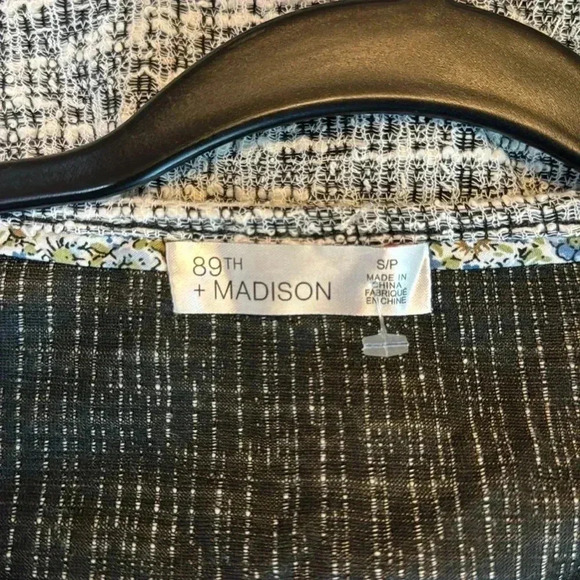 89TH
+ MADISON
S/P
MADE IN
CHINA
FABRIQUÉ
EN CHINE